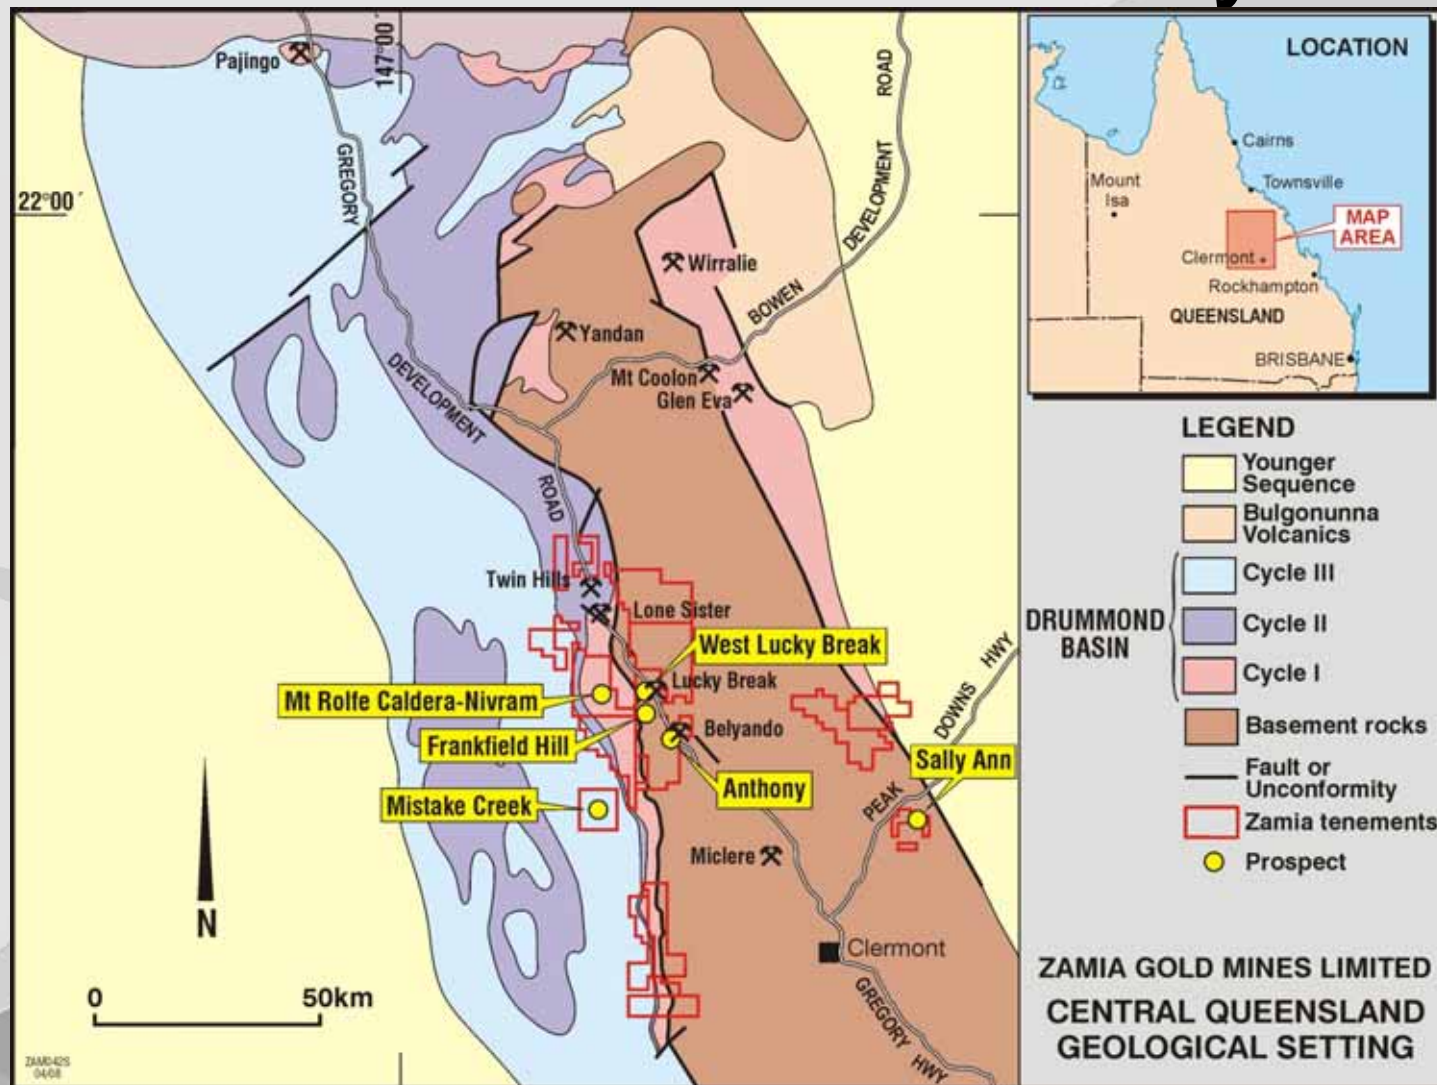 Pajingo
147°00´
22°00´
GREGORY
DEVELOPMENT
ROAD
BOWEN
DEVELOPMENT
ROAD
Wirralie
Yandan
Mt Coolon
Glen Eva
Twin Hills
Lone Sister
West Lucky Break
Lucky Break
Mt Rolfe Caldera-Nivram
Frankfield Hill
Belyando
Anthony
Mistake Creek
Sally Ann
PEAK
DOWNS
HWY
Miclere
Clermont
GREGORY
HWY
N
0
50km
ZAM042S
04/08
LOCATION
Cairns
Townsville
Mount
Isa
MAP
AREA
Clermont
Rockhampton
QUEENSLAND
BRISBANE
LEGEND
Younger
Sequence
Bulgonunna
Volcanics
DRUMMOND
BASIN
Cycle III
Cycle II
Cycle I
Basement rocks
Fault or
Unconformity
Zamia tenements
Prospect
ZAMIA GOLD MINES LIMITED
CENTRAL QUEENSLAND
GEOLOGICAL SETTING